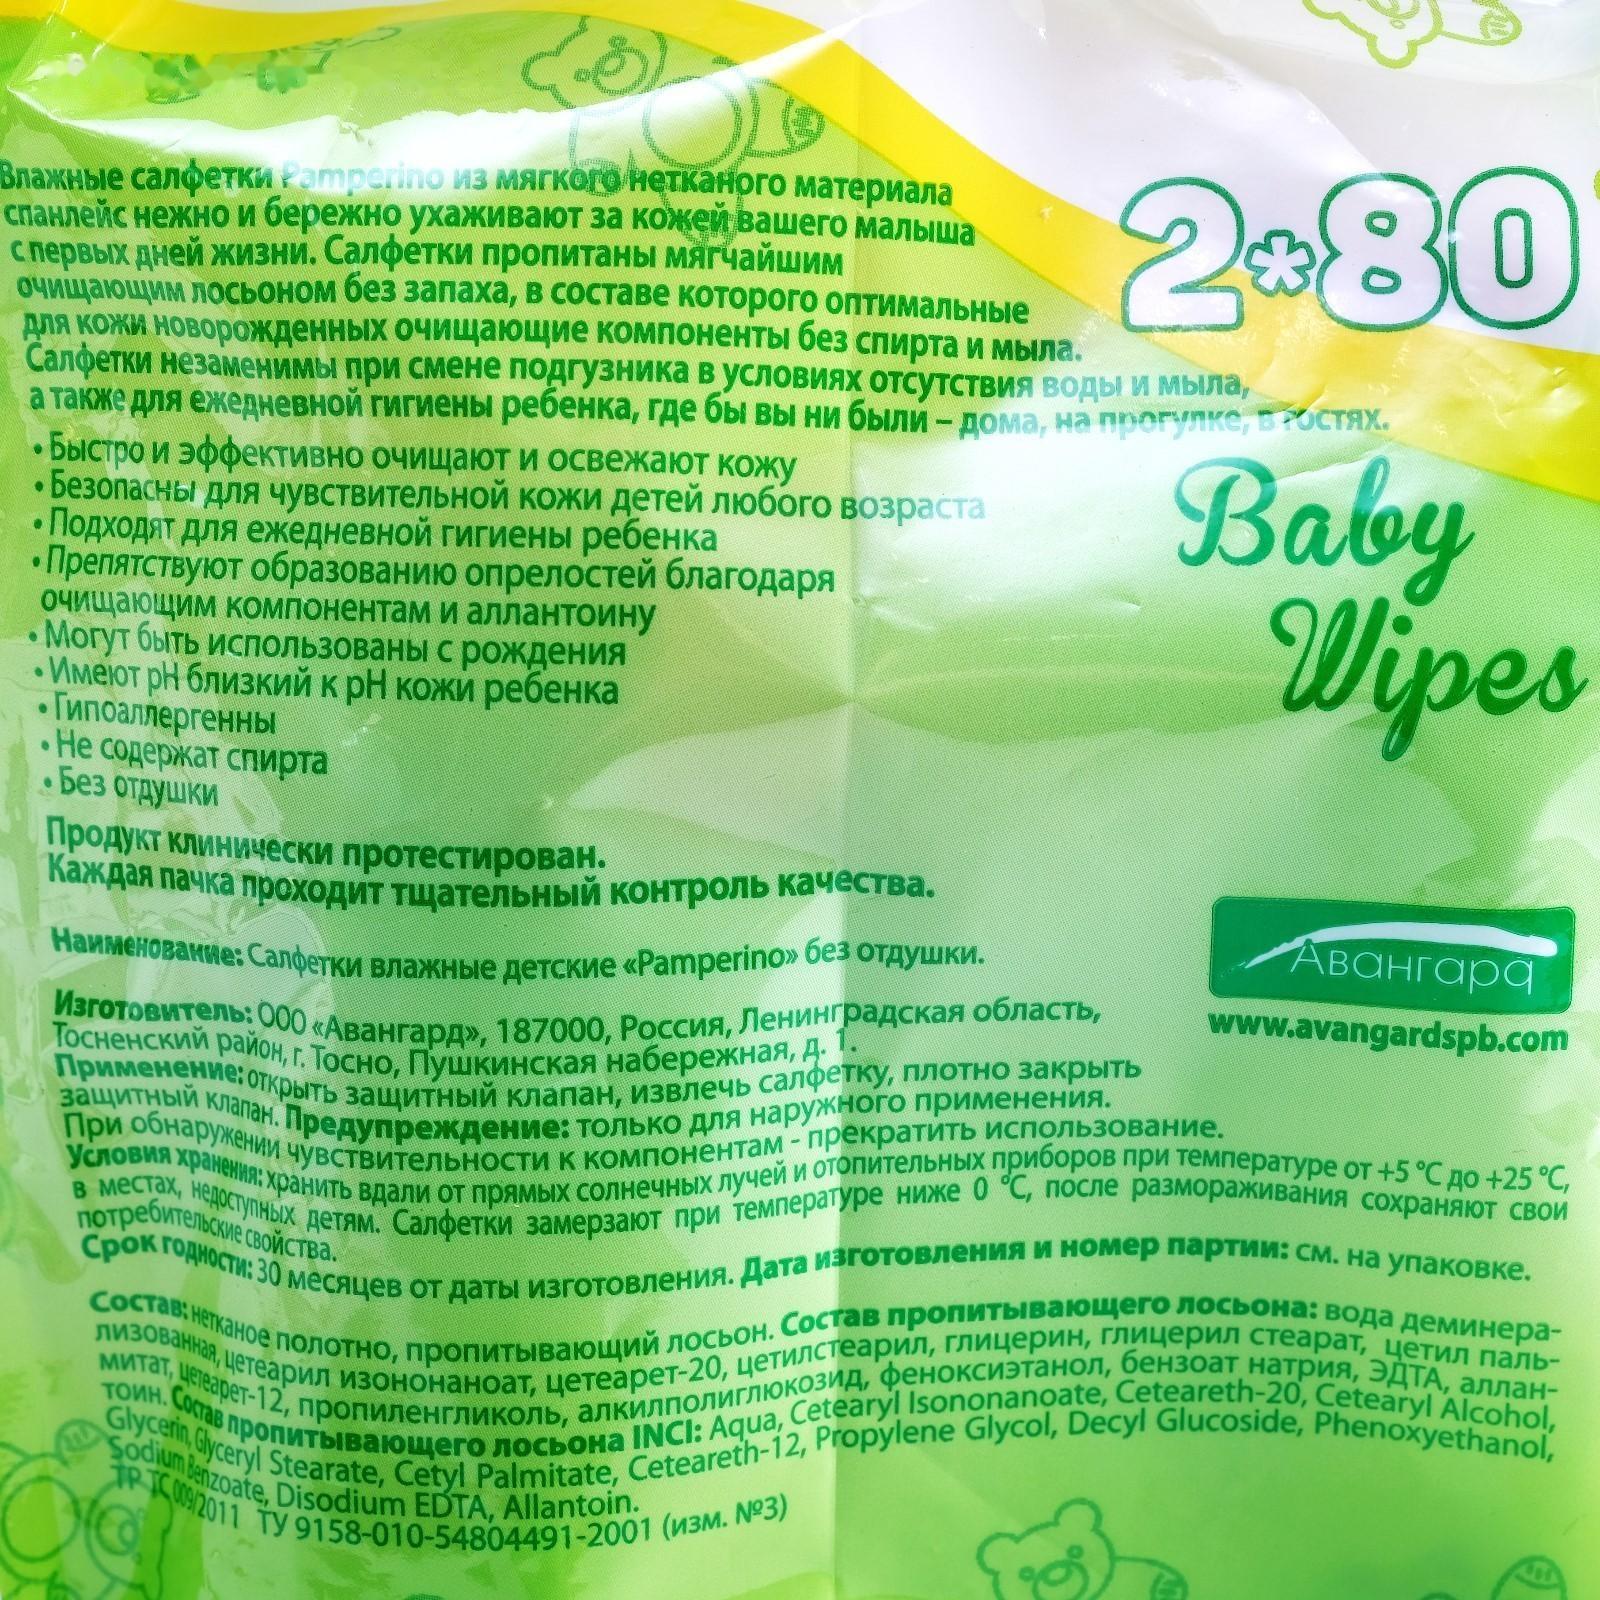 Влажные салфетки Pamperino из мягкого нетканого материала
спанлейс нежно и бережно ухаживают за кожей вашего малыша
с первых дней жизни. Салфетки пропитаны мягчайшим
очищающим лосьоном без запаха, в составе которого оптимальные
для кожи новорожденных очищающие компоненты без спирта и мыла.
Салфетки незаменимы при смене подгузника в условиях отсутствия воды и мыла,
а также для ежедневной гигиены ребенка, где бы вы ни были – дома, на прогулке, в гостях.
• Быстро и эффективно очищают и освежают кожу
• Безопасны для чувствительной кожи детей любого возраста
• Подходят для ежедневной гигиены ребенка
• Препятствуют образованию опрелостей благодаря
очищающим компонентам и аллантоину
• Могут быть использованы с рождения
• Имеют pH близкий к pH кожи ребенка
• Гипоаллергенны
• Не содержат спирта
• Без отдушки
Продукт клинически протестирован.
Каждая пачка проходит тщательный контроль качества.
2*80
Baby
Wipes
Авангард
www.avangardspb.com
Наименование: Салфетки влажные детские «Pamperino» без отдушки.
Изготовитель: ООО «Авангард», 187000, Россия, Ленинградская область,
Тосненский район, г. Тосно, Пушкинская набережная, д. 1.
Применение: открыть защитный клапан, извлечь салфетку, плотно закрыть
защитный клапан. Предупреждение: только для наружного применения.
При обнаружении чувствительности к компонентам - прекратить использование.
Условия хранения: хранить вдали от прямых солнечных лучей и отопительных приборов при температуре от +5 °C до +25 °C,
в местах, недоступных детям. Салфетки замерзают при температуре ниже 0 °C, после размораживания сохраняют свои
потребительские свойства.
Срок годности: 30 месяцев от даты изготовления. Дата изготовления и номер партии: см. на упаковке.
Состав: нетканое полотно, пропитывающий лосьон. Состав пропитывающего лосьона: вода деминера-
лизованная, цетеарил изононаноат, цетеарет-20, цетилстеарил, глицерин, глицерил стеарат, цетил паль-
митат, цетеарет-12, пропиленгликоль, алкилполиглюкозид, феноксиэтанол, бензоат натрия, ЭДТА, аллан-
тоин. Состав пропитывающего лосьона INCI: Aqua, Cetearyl Isononanoate, Ceteareth-20, Cetearyl Alcohol,
Glycerin, Glyceryl Stearate, Cetyl Palmitate, Ceteareth-12, Propylene Glycol, Decyl Glucoside, Phenoxyethanol,
Sodium Benzoate, Disodium EDTA, Allantoin.
ТР ТС 009/2011 ТУ 9158-010-54804491-2001 (изм. №3)